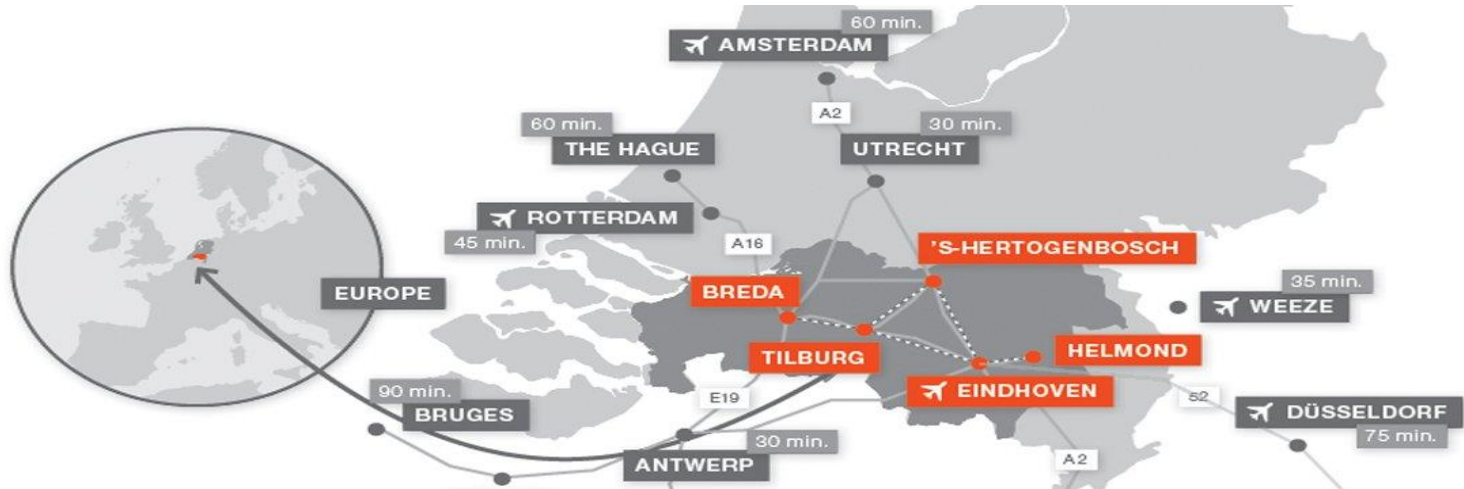 60 min.
AMSTERDAM
A2
60 min.
THE HAGUE
30 min.
UTRECHT
ROTTERDAM
45 min.
A16
'S-HERTOGENBOSCH
EUROPE
BREDA
35 min.
WEEZE
TILBURG
HELMOND
EINDHOVEN
90 min.
BRUGES
E19
52
DÜSSELDORF
75 min.
30 min.
ANTWERP
A2